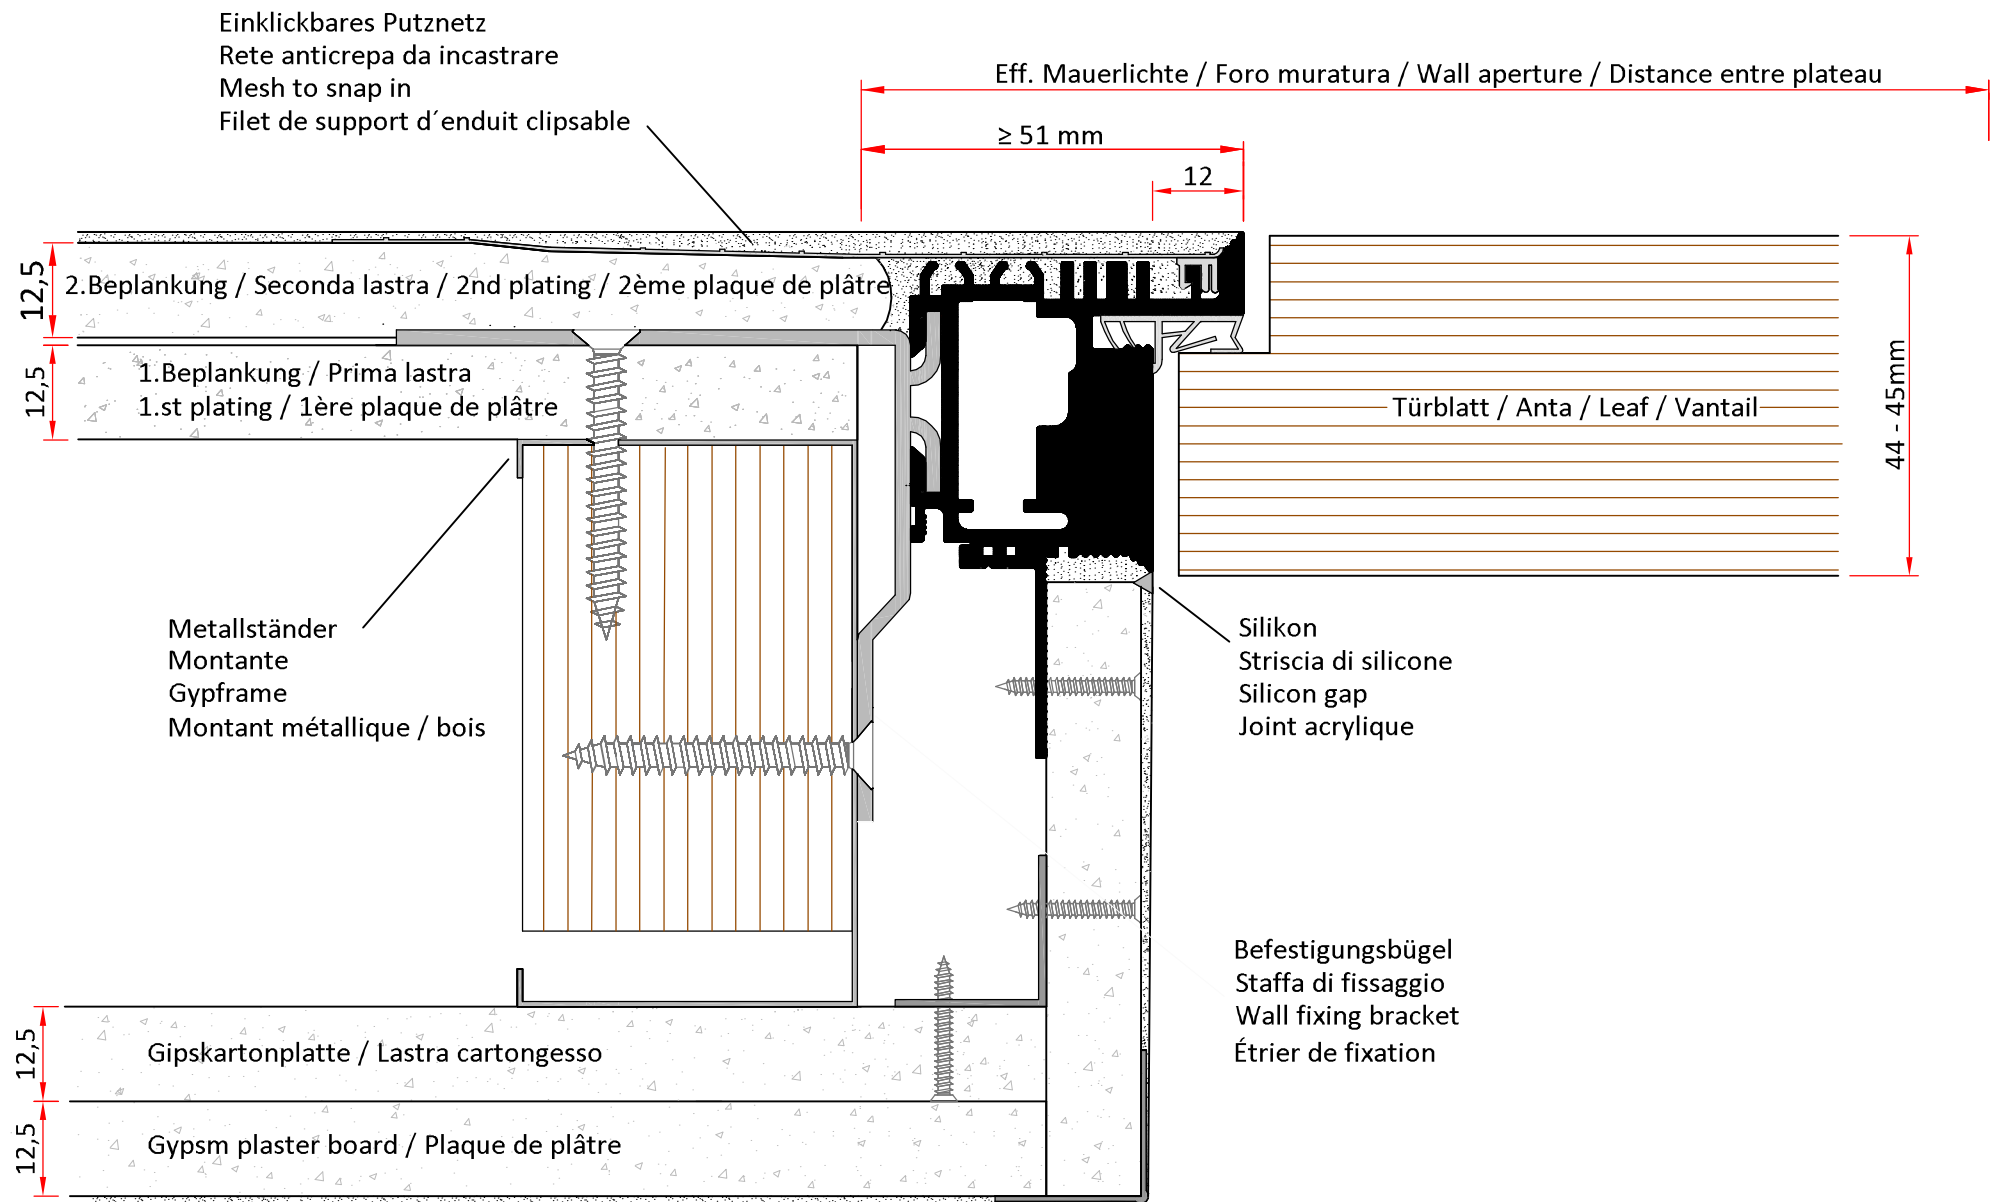 Einklickbares Putznetz
Rete anticrepa da incastrare
Mesh to snap in
Filet de support d´enduit clipsable
Eff. Mauerlichte / Foro muratura / Wall aperture / Distance entre plateau
≥ 51 mm
12
12,5
2.Beplankung / Seconda lastra / 2nd plating / 2ème plaque de plâtre
12,5
1.Beplankung / Prima lastra
1.st plating / 1ère plaque de plâtre
Türblatt / Anta / Leaf / Vantail
44 - 45mm
Metallständer
Montante
Gypframe
Montant métallique / bois
Silikon
Striscia di silicone
Silicon gap
Joint acrylique
Befestigungsbügel
Staffa di fissaggio
Wall fixing bracket
Étrier de fixation
12,5
Gipskartonplatte / Lastra cartongesso
12,5
Gypsm plaster board / Plaque de plâtre